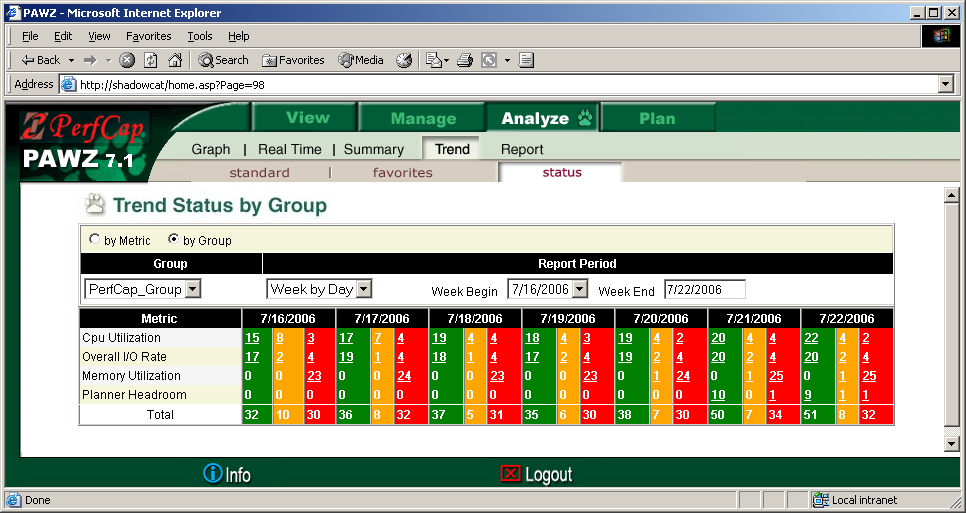 PAWZ - Microsoft Internet Explorer
File Edit View Favorites Tools Help
Back Search Favorites Media
Address http://shadowcat/home.asp?Page=98
PerfCap
PAWZ 7.1
View Manage Analyze Plan
Graph | Real Time | Summary Trend Report
standard | favorites status
Trend Status by Group
by Metric by Group
Group Report Period
PerfCap_Group Week by Day Week Begin 7/16/2006 Week End 7/22/2006
Metric 7/16/2006 7/17/2006 7/18/2006 7/19/2006 7/20/2006 7/21/2006 7/22/2006
Cpu Utilization 15 8 3 17 7 4 19 4 4 18 4 3 19 4 2 20 4 4 22 4 2
Overall I/O Rate 17 2 4 19 1 4 18 1 4 17 2 4 19 2 4 20 2 4 20 2 4
Memory Utilization 0 0 23 0 0 24 0 0 23 0 0 23 0 1 24 0 1 25 0 1 25
Planner Headroom 0 0 0 0 0 0 0 0 0 0 0 0 0 0 0 10 0 1 9 1 1
Total 32 10 30 36 8 32 37 5 31 35 6 30 38 7 30 50 7 34 51 8 32
Info Logout
Done Local intranet